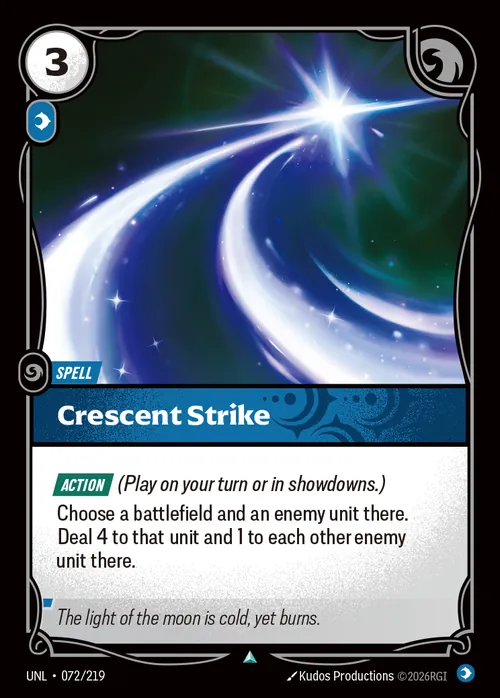 3
SPELL
Crescent Strike
ACTION (Play on your turn or in showdowns.)
Choose a battlefield and an enemy unit there.
Deal 4 to that unit and 1 to each other enemy
unit there.
The light of the moon is cold, yet burns.
UNL • 072/219
Kudos Productions ©2026RGI